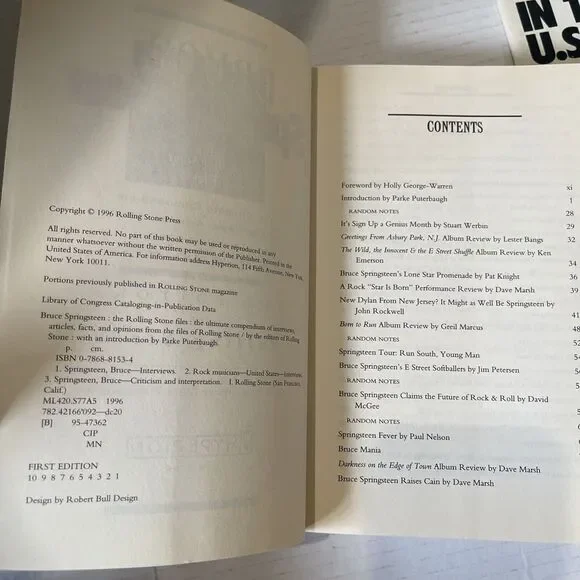 IN T
U.S
Copyright © 1996 Rolling Stone Press
All rights reserved. No part of this book may be used or reproduced in any
manner whatsoever without the written permission of the Publisher. Printed in the
United States of America. For information address Hyperion, 114 Fifth Avenue, New
York, New York 10011.
Portions previously published in ROLLING STONE magazine
Library of Congress Cataloging-in-Publication Data
Bruce Springsteen : the Rolling Stone files : the ultimate compendium of interviews,
articles, facts, and opinions from the files of Rolling Stone / by the editors of Rolling
Stone : with an introduction by Parke Puterbaugh.
p. cm.
ISBN 0-7868-8153-4
1. Springsteen, Bruce—Interviews. 2. Rock musicians—United States—interviews.
3. Springsteen, Bruce—Criticism and interpretation. I. Rolling Stone (San Francisco,
Calif.)
ML420.S77A5 1996
782.42166'092—dc20
[B] 95-47362
CIP
MN
FIRST EDITION
10 9 8 7 6 5 4 3 2 1
Design by Robert Bull Design
CONTENTS
Foreword by Holly George-Warren xi
Introduction by Parke Puterbaugh 1
RANDOM NOTES 28
It's Sign Up a Genius Month by Stuart Werbin 29
Greetings From Asbury Park, N.J. Album Review by Lester Bangs 32
The Wild, the Innocent & the E Street Shuffle Album Review by Ken
Emerson
Bruce Springsteen's Lone Star Promenade by Pat Knight 36
A Rock "Star Is Born" Performance Review by Dave Marsh 39
New Dylan From New Jersey? It Might as Well Be Springsteen by
John Rockwell 41
Born to Run Album Review by Greil Marcus 48
RANDOM NOTES 52
Springsteen Tour: Run South, Young Man
Bruce Springsteen's E Street Softballers by Jim Petersen
RANDOM NOTES
Bruce Springsteen Claims the Future of Rock & Roll by David
McGee
RANDOM NOTES
Springsteen Fever by Paul Nelson
Bruce Mania
Darkness on the Edge of Town Album Review by Dave Marsh
Bruce Springsteen Raises Cain by Dave Marsh